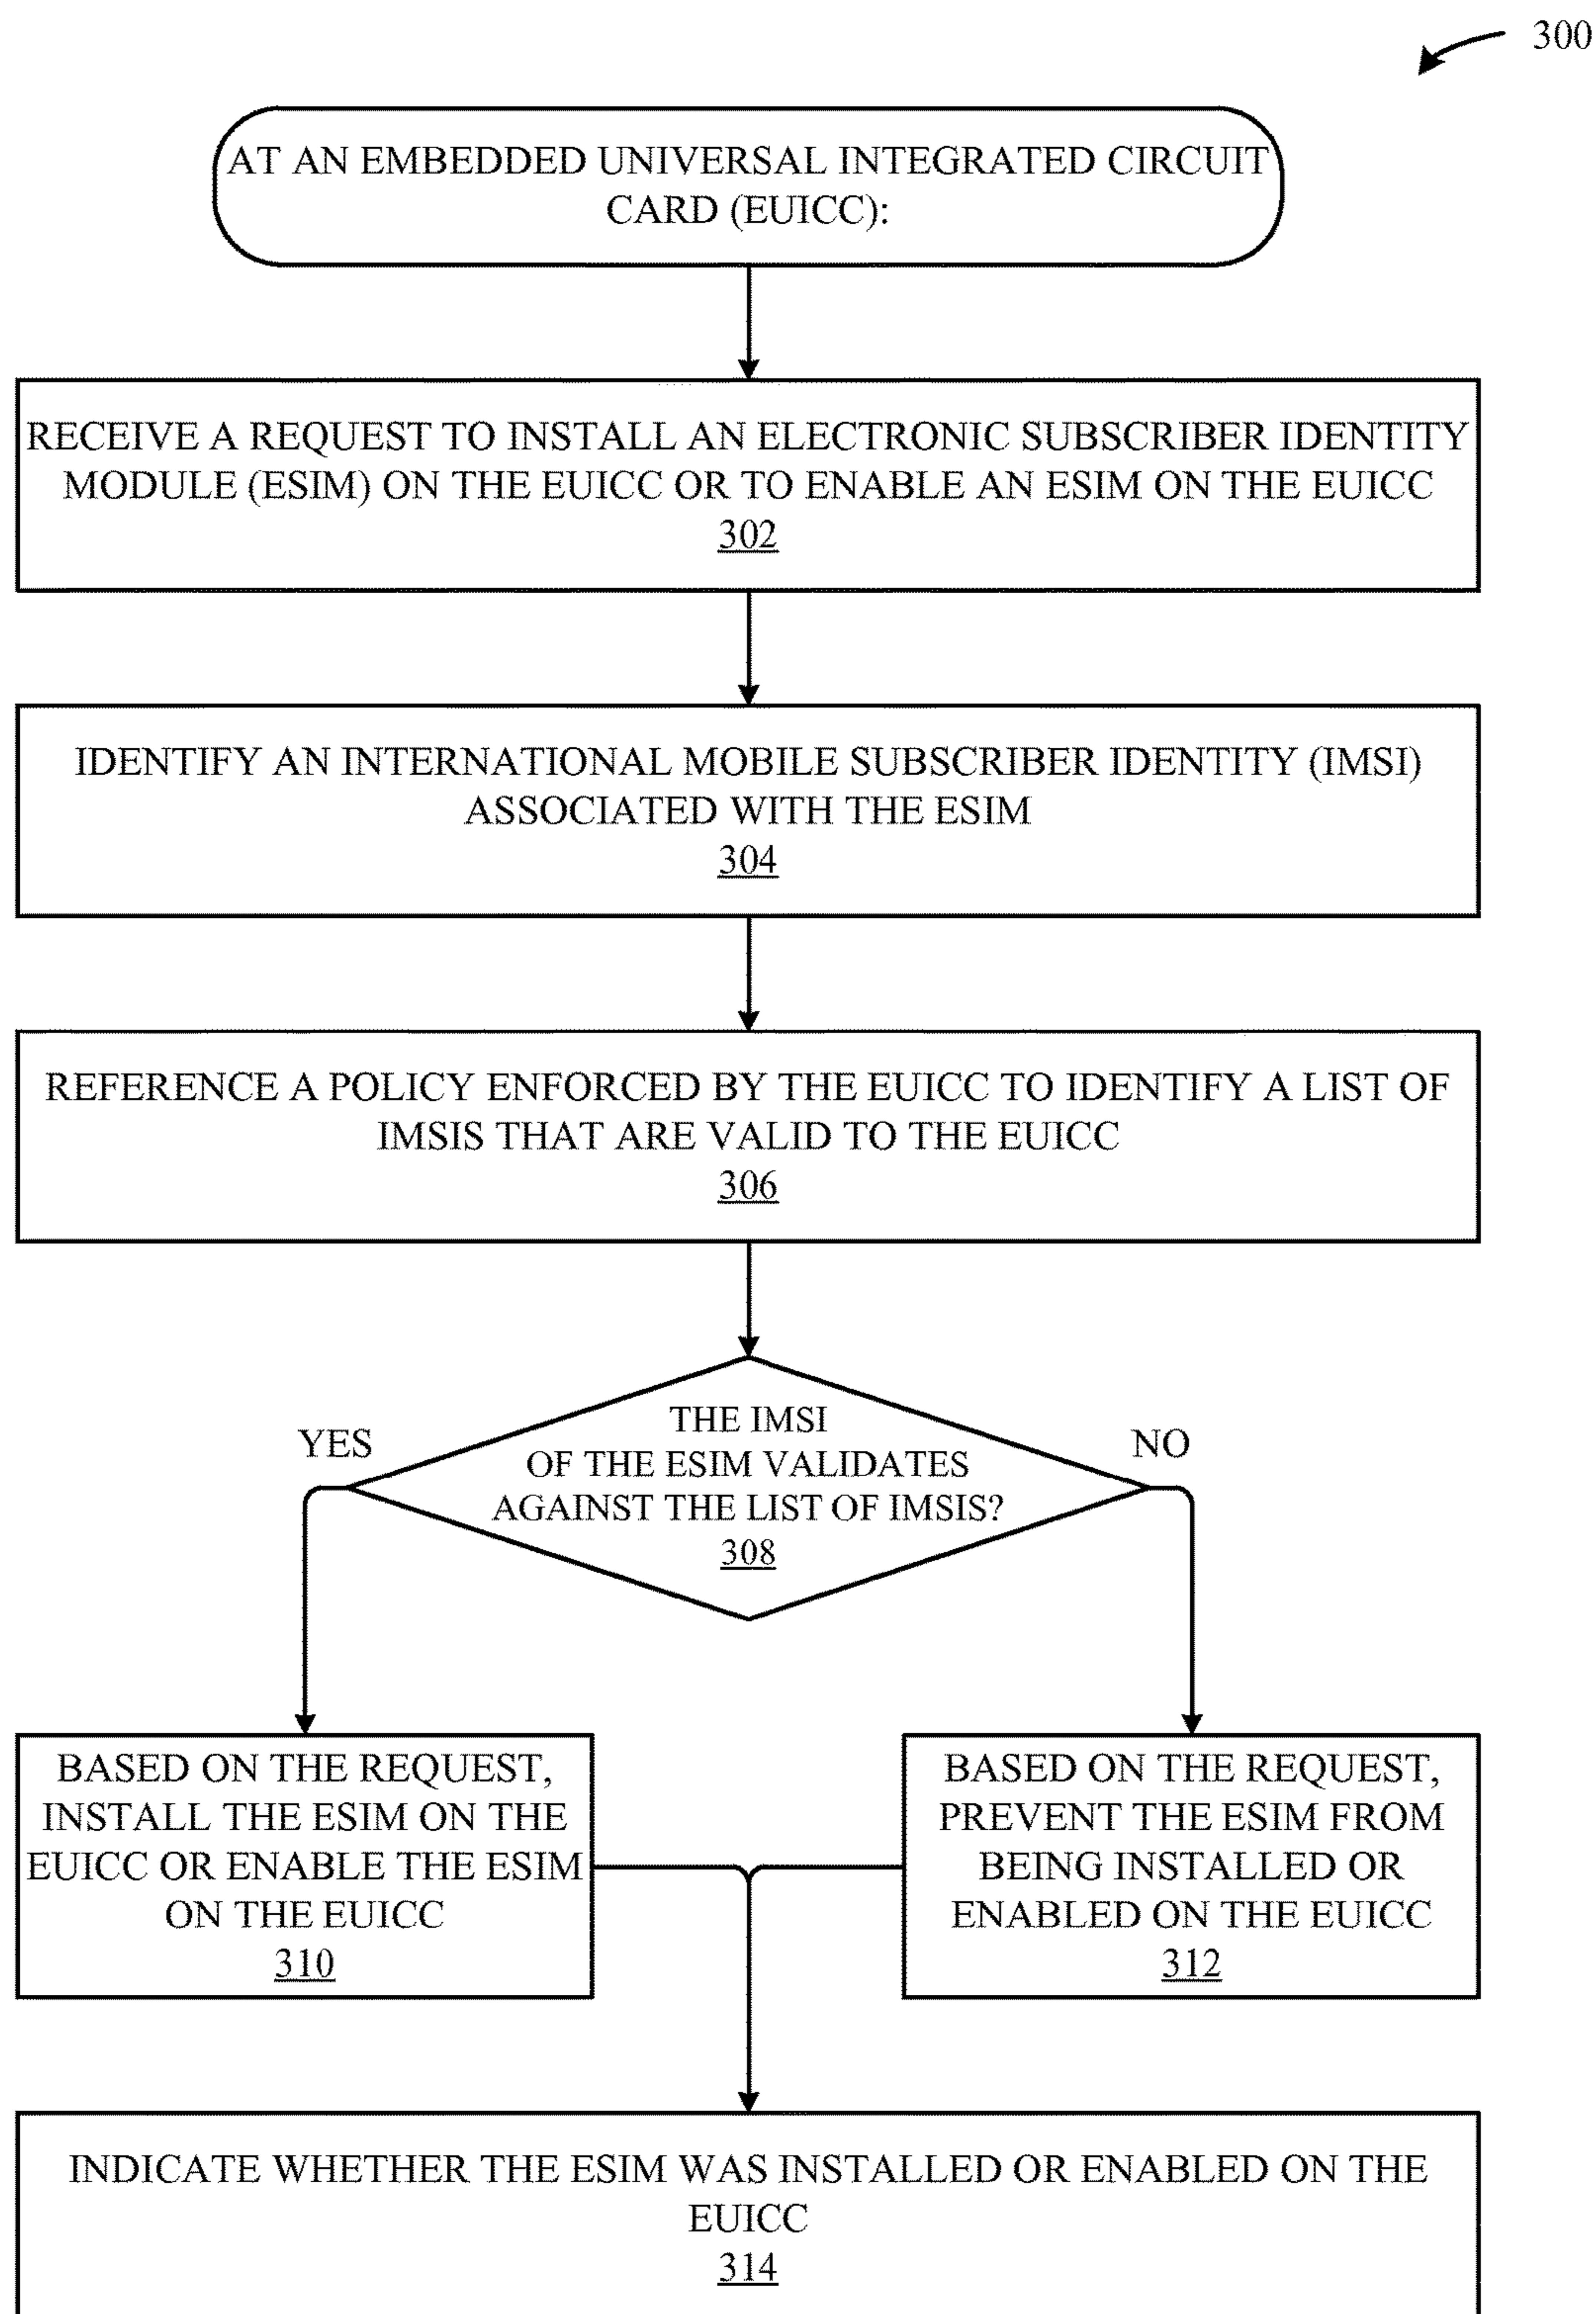 300
AT AN EMBEDDED UNIVERSAL INTEGRATED CIRCUIT
CARD (EUICC):
RECEIVE A REQUEST TO INSTALL AN ELECTRONIC SUBSCRIBER IDENTITY
MODULE (ESIM) ON THE EUICC OR TO ENABLE AN ESIM ON THE EUICC
302
IDENTIFY AN INTERNATIONAL MOBILE SUBSCRIBER IDENTITY (IMSI)
ASSOCIATED WITH THE ESIM
304
REFERENCE A POLICY ENFORCED BY THE EUICC TO IDENTIFY A LIST OF
IMSIS THAT ARE VALID TO THE EUICC
306
THE IMSI
OF THE ESIM VALIDATES
AGAINST THE LIST OF IMSIS?
308
YES
NO
BASED ON THE REQUEST,
INSTALL THE ESIM ON THE
EUICC OR ENABLE THE ESIM
ON THE EUICC
310
BASED ON THE REQUEST,
PREVENT THE ESIM FROM
BEING INSTALLED OR
ENABLED ON THE EUICC
312
INDICATE WHETHER THE ESIM WAS INSTALLED OR ENABLED ON THE
EUICC
314